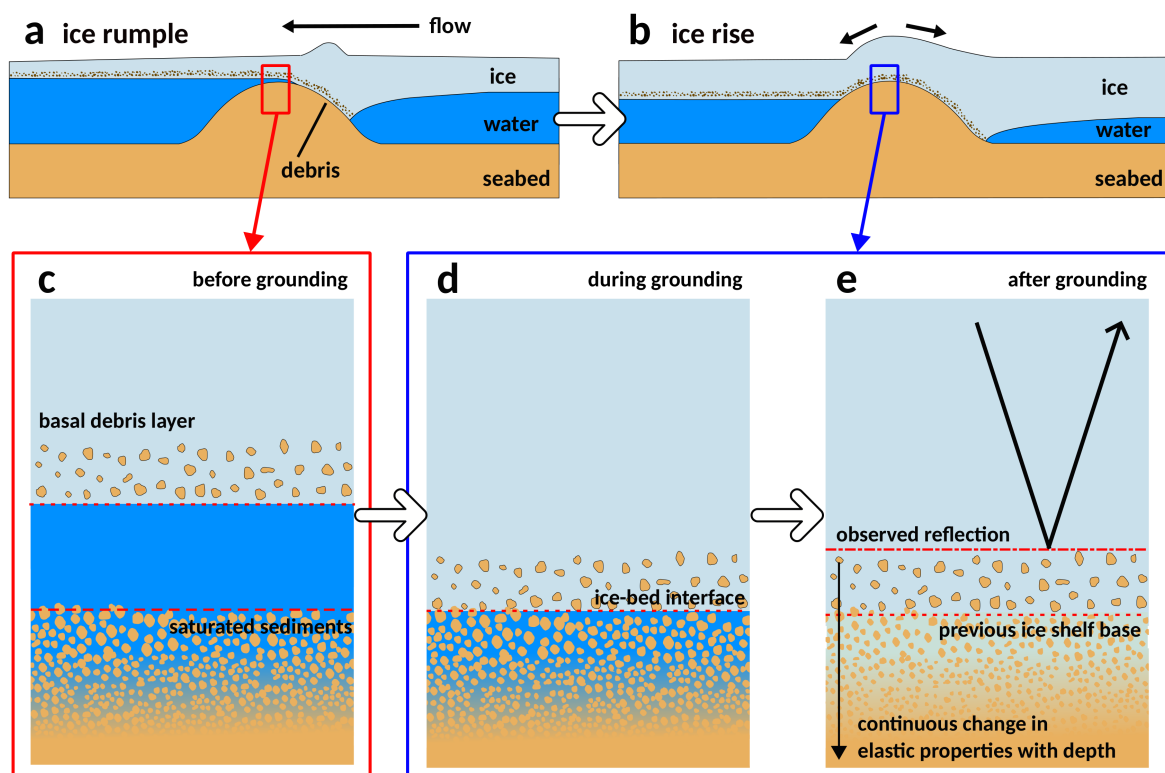 a ice rumple
flow
ice
water
debris
seabed
b ice rise
ice
water
seabed
c before grounding
basal debris layer
saturated sediments
d during grounding
ice-bed interface
e after grounding
observed reflection
previous ice shelf base
continuous change in
elastic properties with depth